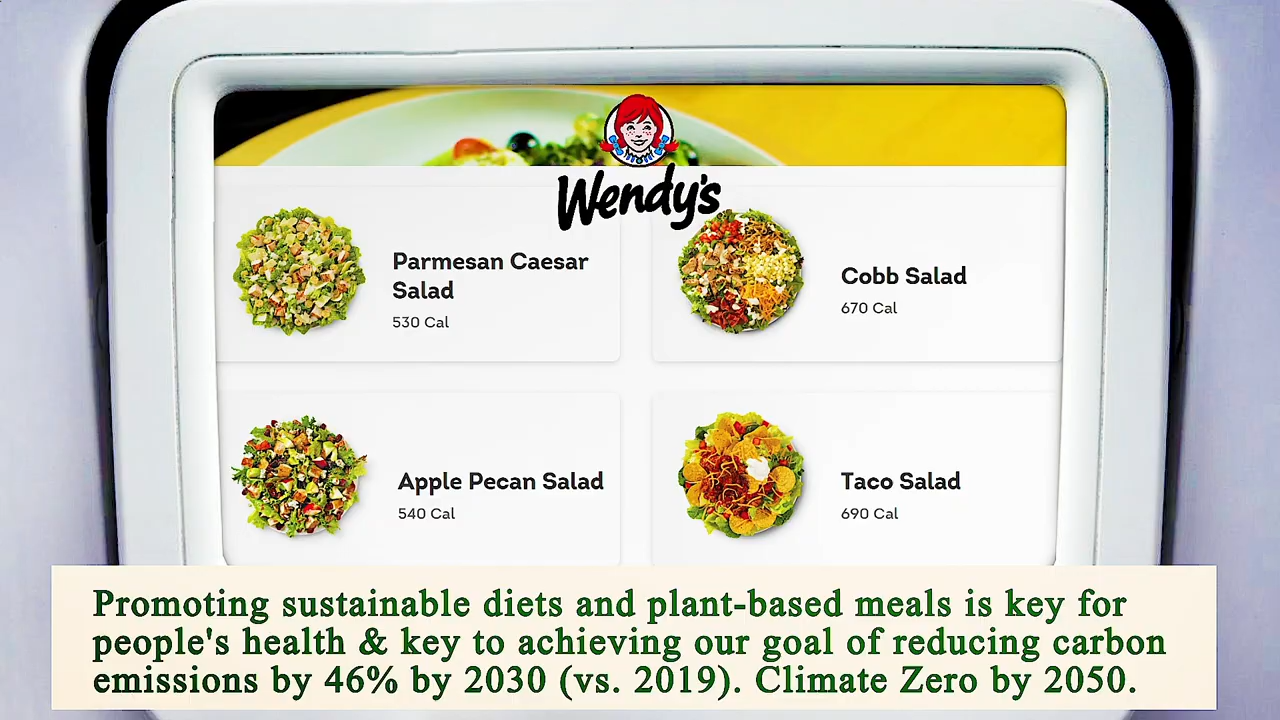 Wendy's
Parmesan Caesar
Salad
530 Cal
Cobb Salad
670 Cal
Apple Pecan Salad
540 Cal
Taco Salad
690 Cal
Promoting sustainable diets and plant-based meals is key for
people's health & key to achieving our goal of reducing carbon
emissions by 46% by 2030 (vs. 2019). Climate Zero by 2050.